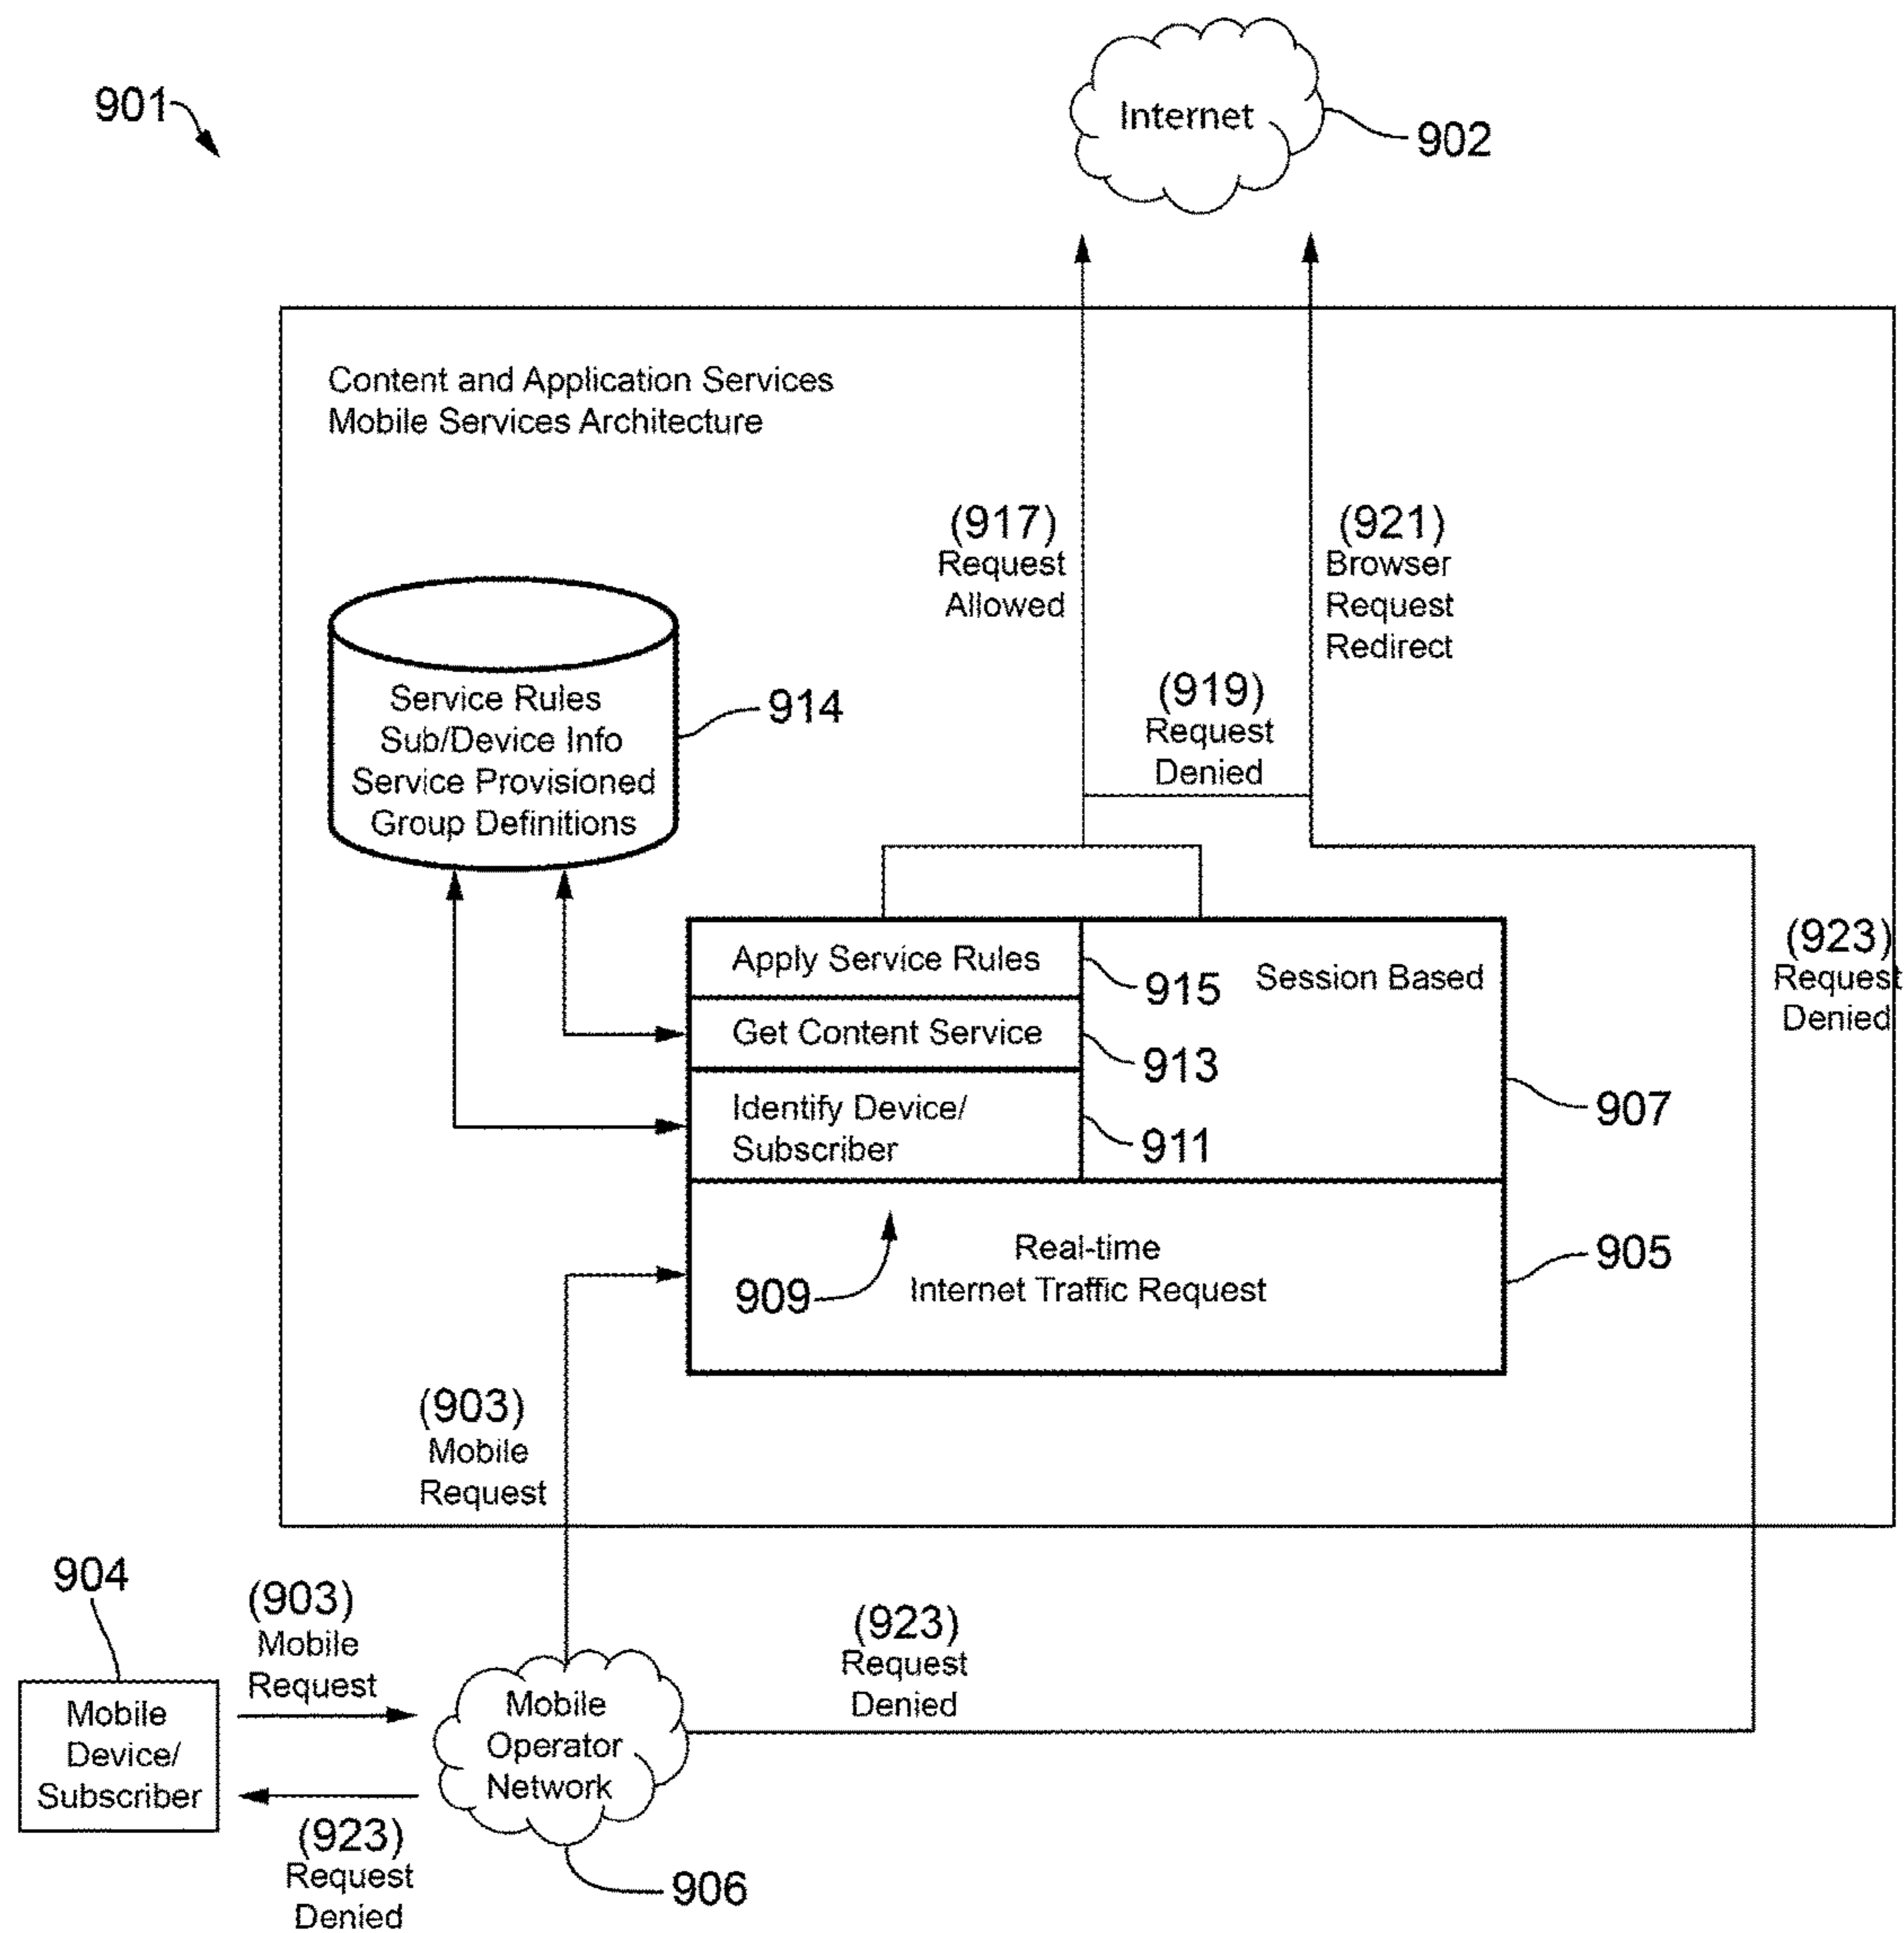 901
Internet
902
Content and Application Services
Mobile Services Architecture
(917)
Request
Allowed
(921)
Browser
Request
Redirect
(919)
Request
Denied
Service Rules
Sub/Device Info
Service Provisioned
Group Definitions
914
(923)
Request
Denied
Apply Service Rules
915
Session Based
Get Content Service
913
Identify Device/
Subscriber
911
907
Real-time
Internet Traffic Request
909
905
(903)
Mobile
Request
904
(903)
Mobile
Request
Mobile
Device/
Subscriber
(923)
Request
Denied
Mobile
Operator
Network
906
(923)
Request
Denied